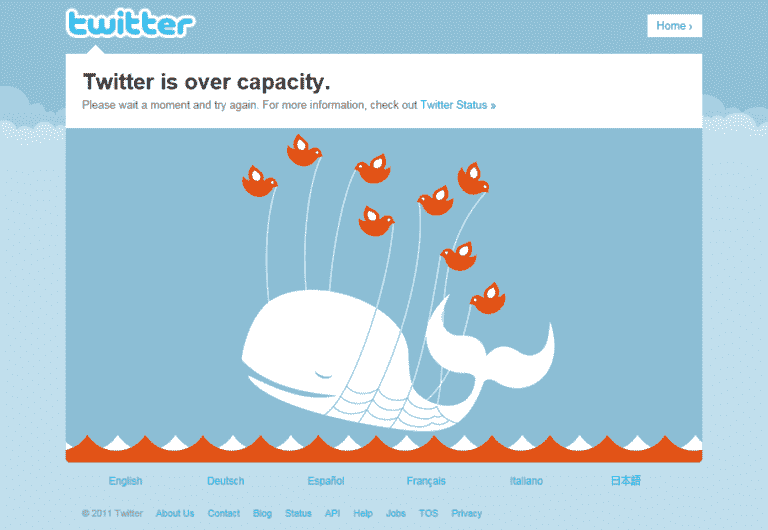 twitter
Home ›
Twitter is over capacity.
Please wait a moment and try again. For more information, check out Twitter Status »
English Deutsch Español Français Italiano 日本語
© 2011 Twitter About Us Contact Blog Status API Help Jobs TOS Privacy